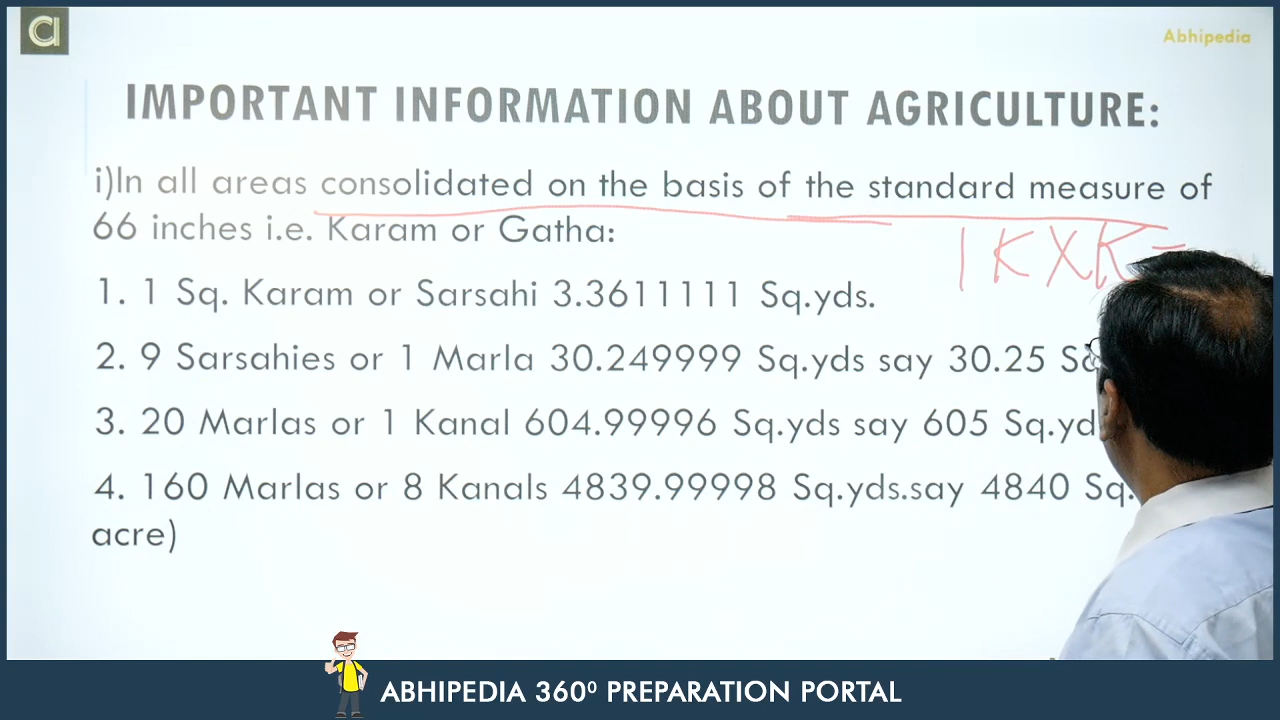 Abhipedia
IMPORTANT INFORMATION ABOUT AGRICULTURE:
i)In all areas consolidated on the basis of the standard measure of
66 inches i.e. Karam or Gatha:
1 K X K =
1. 1 Sq. Karam or Sarsahi 3.3611111 Sq.yds.
2. 9 Sarsahies or 1 Marla 30.249999 Sq.yds say 30.25
3. 20 Marlas or 1 Kanal 604.99996 Sq.yds say 605 Sq.yd
4. 160 Marlas or 8 Kanals 4839.99998 Sq.yds.say 4840 Sq.
acre)
ABHIPEDIA 360⁰ PREPARATION PORTAL